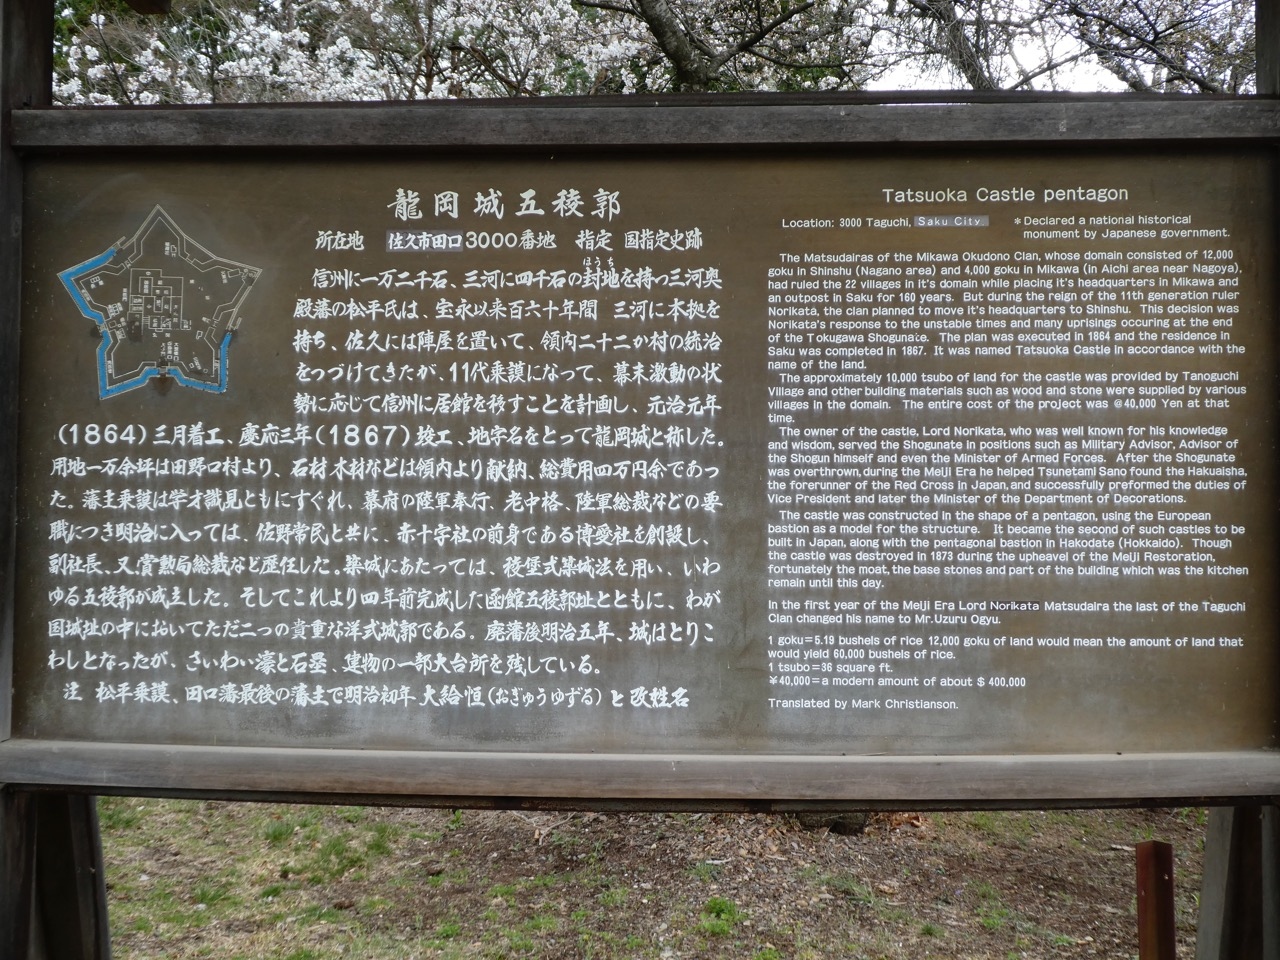 龍岡城五稜郭
所在地 佐久市田口3000番地 指定 国指定史跡
ほうち
信州に一万二千石、三河に四千石の封地を持つ三河奥
殿藩の松平氏は、宝永以来百六十年間 三河に本拠を
持ち、佐久には陣屋を置いて、領内二十二か村の統治
をつづけてきたが、11代乗謨になって、幕末激動の状
勢に応じて信州に居館を移すことを計画し、元治元年
(1864)三月着工、慶応三年(1867)竣工、地字名をとって龍岡城と称した。
用地一万余坪は田野口村より、石材木材などは領内より献納、総費用四万円余であっ
た。藩主乗謨は学才識見ともにすぐれ、幕府の陸軍奉行、老中格、陸軍総裁などの要
職につき明治に入っては、佐野常民と共に、赤十字社の前身である博愛社を創設し、
副社長、又賞勲局総裁など歴任した。築城にあたっては、稜堡式築城法を用い、いわ
ゆる五稜郭が成立した。そしてこれより四年前完成した函館五稜郭址とともに、わが
国城址の中においてただ二つの貴重な洋式城郭である。廃藩後明治五年、城はとりこ
わしとなったが、さいわい濠と石塁、建物の一部大台所を残している。
注 松平乗謨、田口藩最後の藩主で明治初年 大給恒(おぎゅうゆずる)と改姓名
Tatsuoka Castle pentagon
Location: 3000 Taguchi, Saku City. *Declared a national historical
monument by Japanese government.
The Matsudairas of the Mikawa Okudono Clan, whose domain consisted of 12,000
goku in Shinshu (Nagano area) and 4,000 goku in Mikawa (in Aichi area near Nagoya),
had ruled the 22 villages in it's domain while placing it's headquarters in Mikawa and
an outpost in Saku for 160 years. But during the reign of the 11th generation ruler
Norikata, the clan planned to move it's headquarters to Shinshu. This decision was
Norikata's response to the unstable times and many uprisings occuring at the end
of the Tokugawa Shogunate. The plan was executed in 1864 and the residence in
Saku was completed in 1867. It was named Tatsuoka Castle in accordance with the
name of the land.
The approximately 10,000 tsubo of land for the castle was provided by Tanoguchi
Village and other building materials such as wood and stone were supplied by various
villages in the domain. The entire cost of the project was @40,000 Yen at that
time.
The owner of the castle, Lord Norikata, who was well known for his knowledge
and wisdom, served the Shogunate in positions such as Military Advisor, Advisor of
the Shogun himself and even the Minister of Armed Forces. After the Shogunate
was overthrown, during the Meiji Era he helped Tsunetami Sano found the Hakuaisha,
the forerunner of the Red Cross in Japan, and successfully preformed the duties of
Vice President and later the Minister of the Department of Decorations.
The castle was constructed in the shape of a pentagon, using the European
bastion as a model for the structure. It became the second of such castles to be
built in Japan, along with the pentagonal bastion in Hakodate (Hokkaido). Though
the castle was destroyed in 1873 during the upheavel of the Meiji Restoration,
fortunately the moat, the base stones and part of the building which was the kitchen
remain until this day.
In the first year of the Meiji Era Lord Norikata Matsudaira the last of the Taguchi
Clan changed his name to Mr. Uzuru Ogyu.
1 goku=5.19 bushels of rice 12,000 goku of land would mean the amount of land that
would yield 60,000 bushels of rice.
1 tsubo=36 square ft.
¥40,000=a modern amount of about $ 400,000
Translated by Mark Christianson.